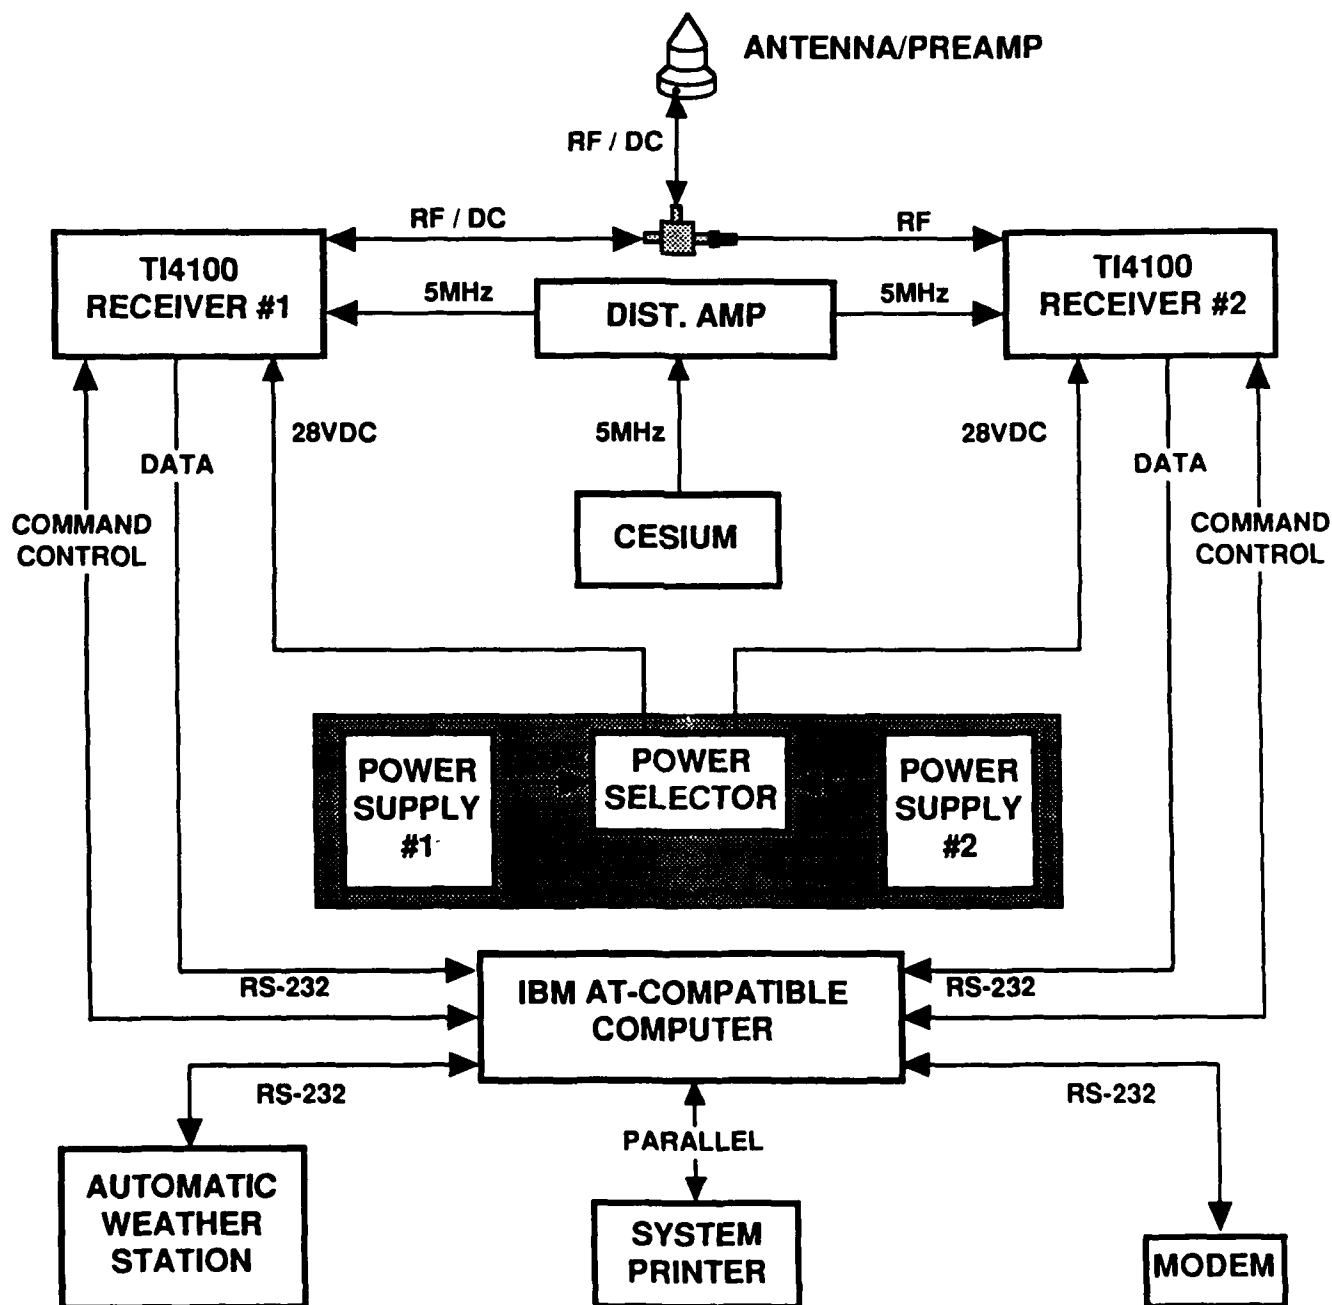 ANTENNA/PREAMP
RF / DC
RF / DC
RF
TI4100
RECEIVER #1
5MHz
DIST. AMP
5MHz
TI4100
RECEIVER #2
28VDC
5MHz
28VDC
DATA
DATA
COMMAND
CONTROL
CESIUM
COMMAND
CONTROL
POWER
SUPPLY
#1
POWER
SELECTOR
POWER
SUPPLY
#2
RS-232
IBM AT-COMPATIBLE
COMPUTER
RS-232
RS-232
RS-232
PARALLEL
AUTOMATIC
WEATHER
STATION
SYSTEM
PRINTER
MODEM